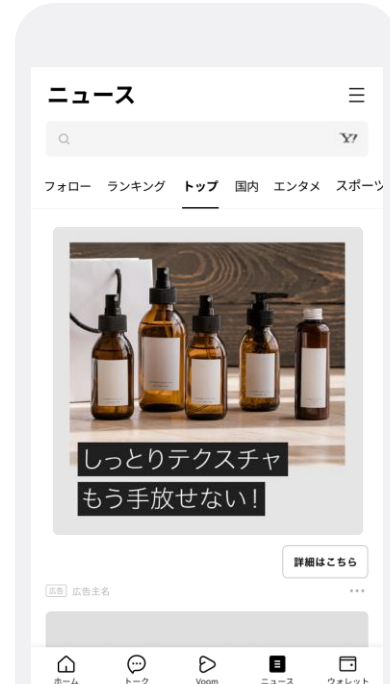 ニュース
Y!
フォロー ランキング トップ 国内 エンタメ スポーツ
しっとりテクスチャ
もう手放せない!
詳細はこちら
広告 広告主名
ホーム トーク Voom ニュース ウォレット